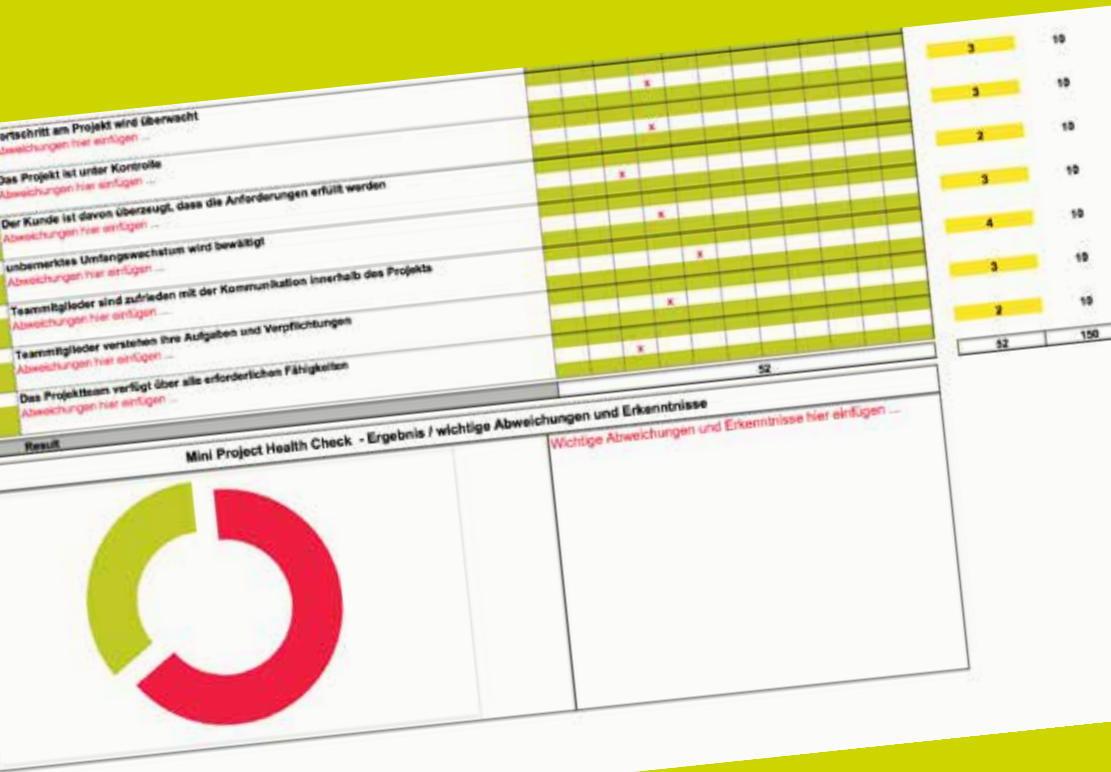 ortschritt am Projekt wird überwacht
Abweichungen hier einfügen ...
x
3
10
Das Projekt ist unter Kontrolle
Abweichungen hier einfügen ...
x
3
10
Der Kunde ist davon überzeugt, dass die Anforderungen erfüllt werden
Abweichungen hier einfügen ...
x
2
10
unbemerktes Umfangswachstum wird bewältigt
Abweichungen hier einfügen ...
x
3
10
Teammitglieder sind zufrieden mit der Kommunikation innerhalb des Projekts
Abweichungen hier einfügen ...
x
4
10
Teammitglieder verstehen ihre Aufgaben und Verpflichtungen
Abweichungen hier einfügen ...
x
3
10
Das Projektteam verfügt über alle erforderlichen Fähigkeiten
Abweichungen hier einfügen ...
x
2
10
Result
52
52
150
Mini Project Health Check - Ergebnis / wichtige Abweichungen und Erkenntnisse
Wichtige Abweichungen und Erkenntnisse hier einfügen ...